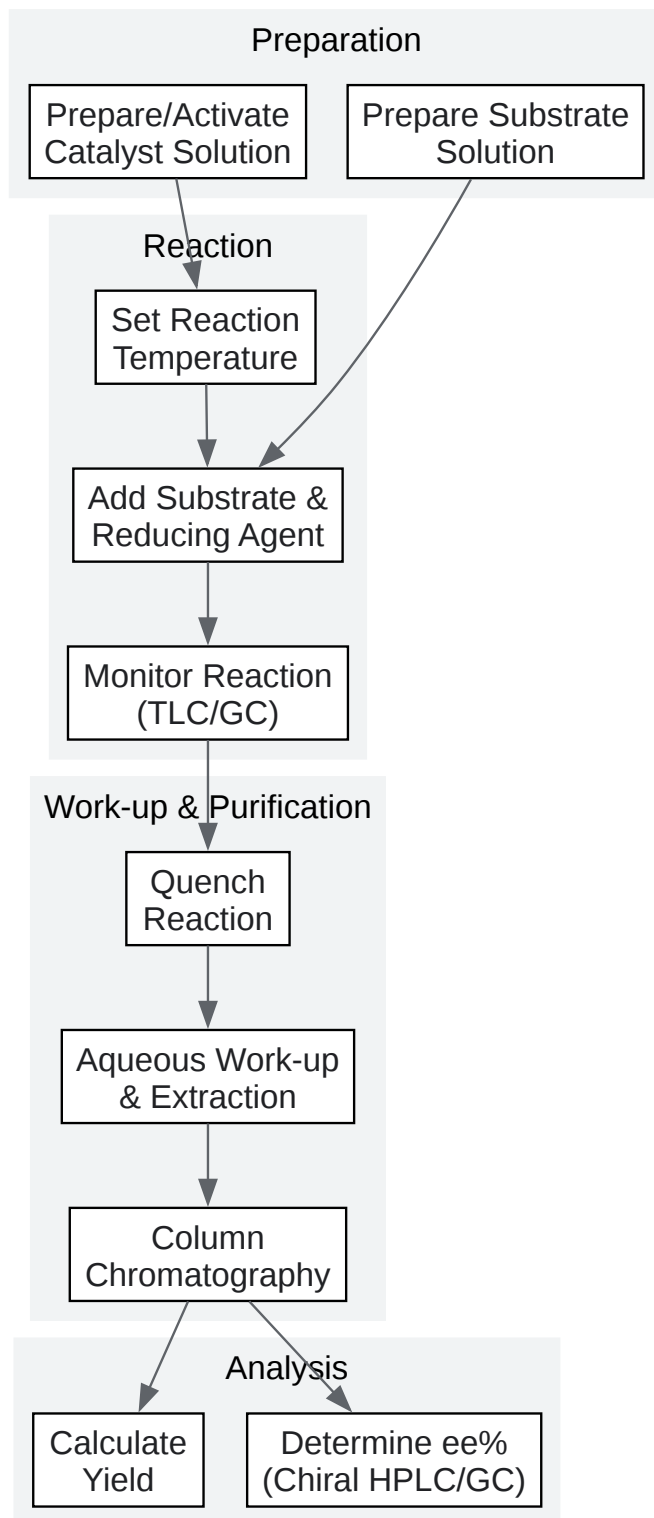 Preparation
Prepare/Activate
Catalyst Solution
Prepare Substrate
Solution
Reaction
Set Reaction
Temperature
Add Substrate &
Reducing Agent
Monitor Reaction
(TLC/GC)
Work-up & Purification
Quench
Reaction
Aqueous Work-up
& Extraction
Column
Chromatography
Analysis
Calculate
Yield
Determine ee%
(Chiral HPLC/GC)